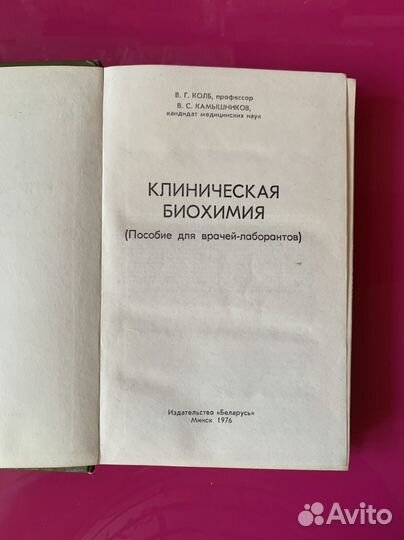 В. Г. КОЛБ, профессор
В. С. КАМЫШНИКОВ,
кандидат медицинских наук
КЛИНИЧЕСКАЯ
БИОХИМИЯ
(Пособие для врачей-лаборантов)
Издательство «Беларусь»
Минск 1976
Avito